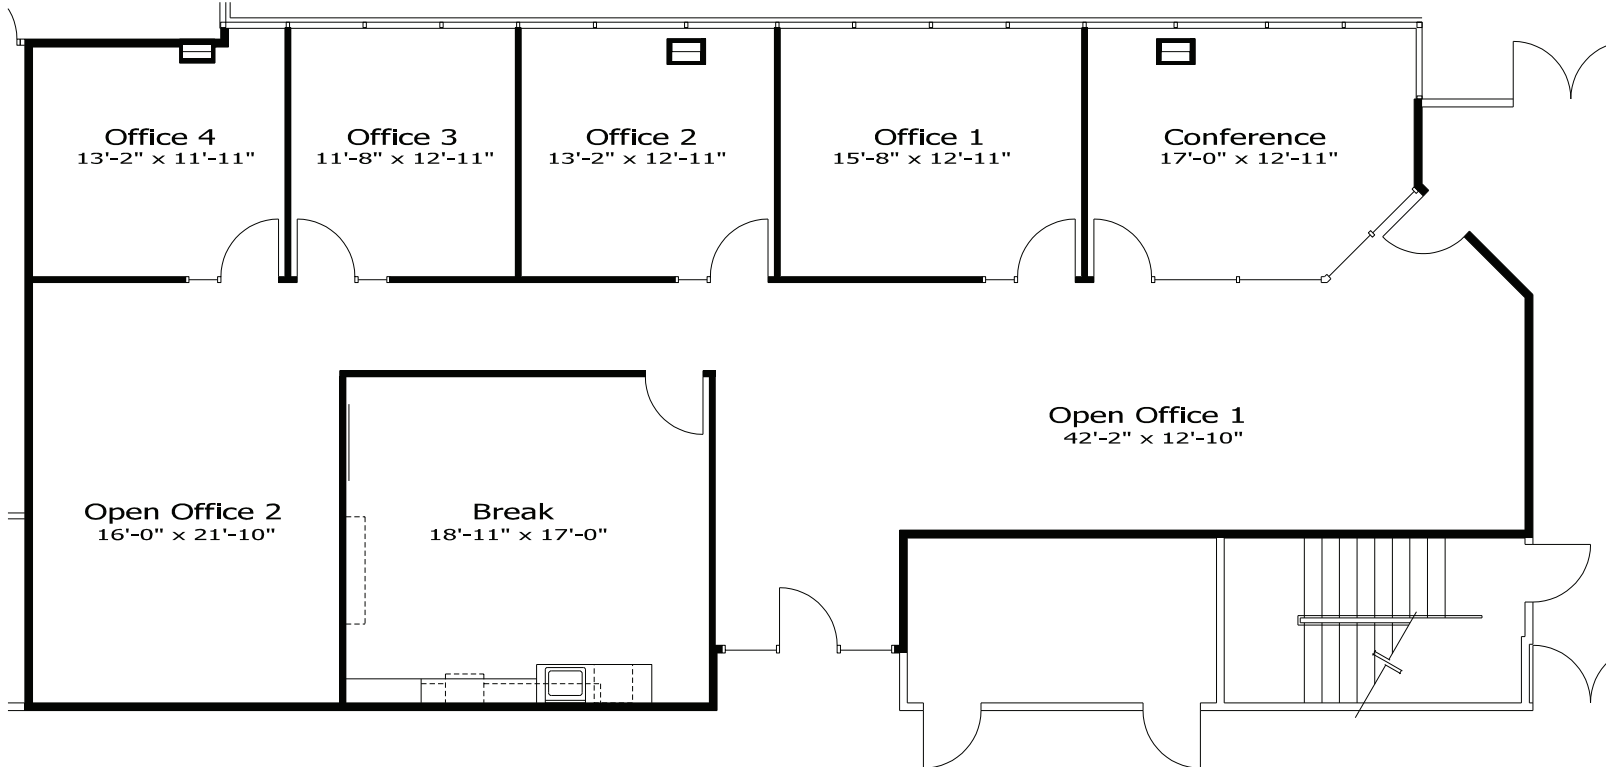 Office 4
13'-2" x 11'-11"
Office 3
11'-8" x 12'-11"
Office 2
13'-2" x 12'-11"
Office 1
15'-8" x 12'-11"
Conference
17'-0" x 12'-11"
Open Office 1
42'-2" x 12'-10"
Open Office 2
16'-0" x 21'-10"
Break
18'-11" x 17'-0"